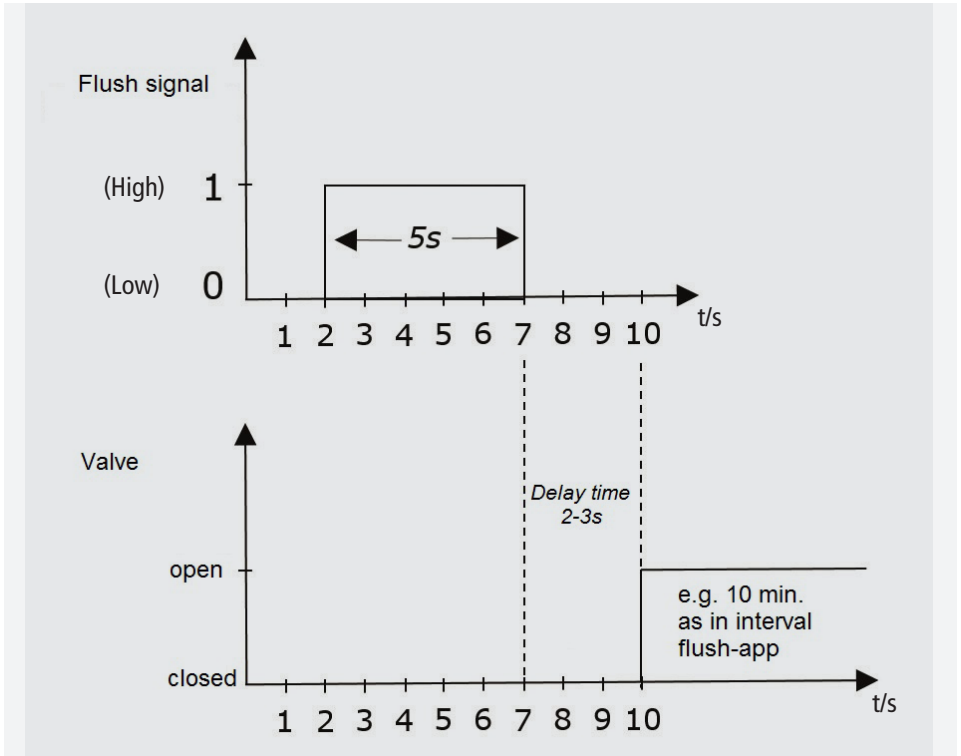 Flush signal
(High) 1
5s
(Low) 0
t/s
1 2 3 4 5 6 7 8 9 10
Valve
Delay time
2-3s
open
e.g. 10 min.
as in interval
flush-app
closed
t/s
1 2 3 4 5 6 7 8 9 10